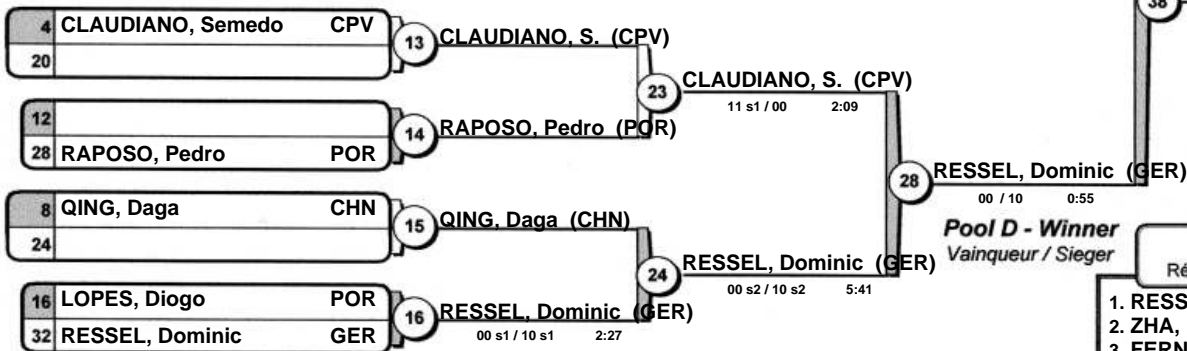 38
4 CLAUDIANO, Semedo CPV
20
13 CLAUDIANO, S. (CPV)
23 CLAUDIANO, S. (CPV)
11 s1 / 00 2:09
12
28 RAPOSO, Pedro POR
14 RAPOSO, Pedro (POR)
28 RESSEL, Dominic (GER)
00 / 10 0:55
8 QING, Daga CHN
24
15 QING, Daga (CHN)
Pool D - Winner
Vainqueur / Sieger
24 RESSEL, Dominic (GER)
00 s2 / 10 s2 5:41
16 LOPES, Diogo POR
32 RESSEL, Dominic GER
16 RESSEL, Dominic (GER)
00 s1 / 10 s1 2:27
Ré
1. RESS
2. ZHA,
3. FERN